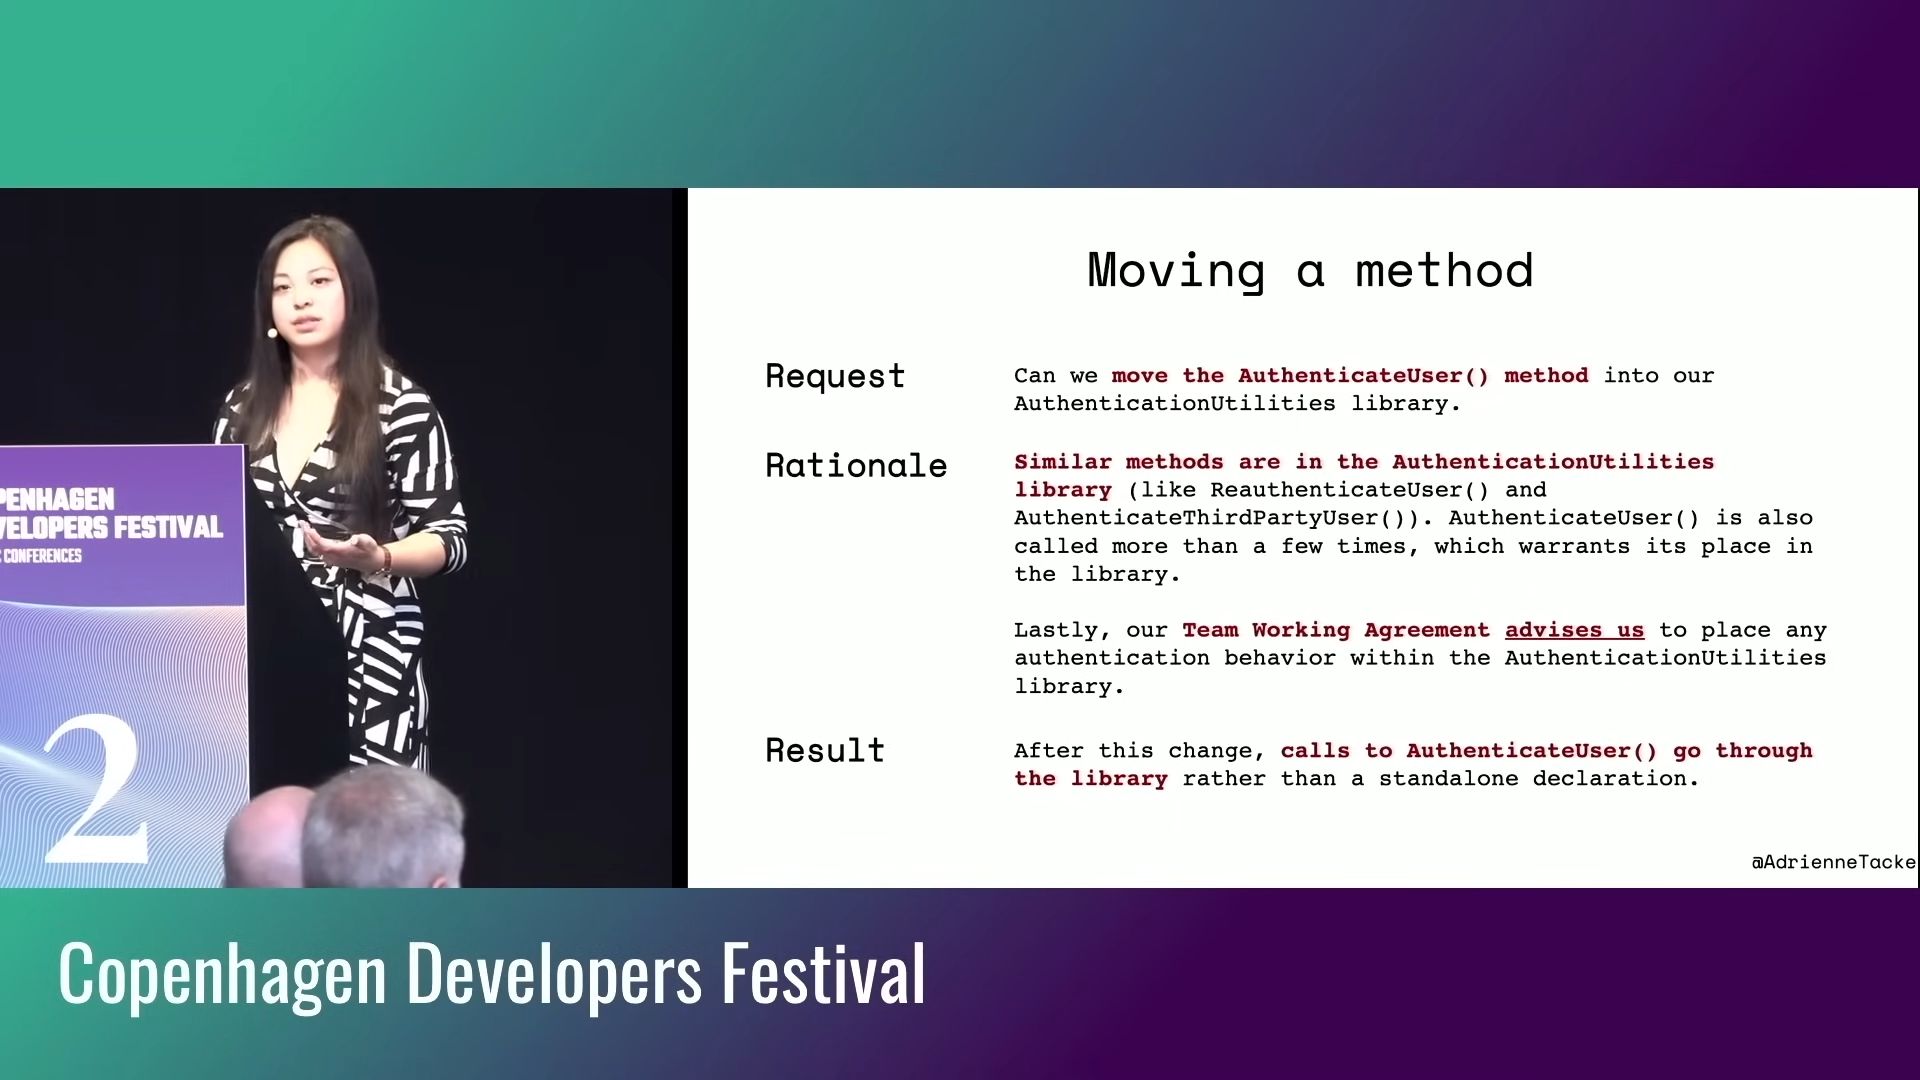 Moving a method
Request
Can we move the AuthenticateUser() method into our
AuthenticationUtilities library.
Rationale
Similar methods are in the AuthenticationUtilities
library (like ReauthenticateUser() and
AuthenticateThirdPartyUser()). AuthenticateUser() is also
called more than a few times, which warrants its place in
the library.
Lastly, our Team Working Agreement advises us to place any
authentication behavior within the AuthenticationUtilities
library.
Result
After this change, calls to AuthenticateUser() go through
the library rather than a standalone declaration.
@AdrienneTacke
PENHAGEN
VELOPERS FESTIVAL
CONFERENCES
2
Copenhagen Developers Festival